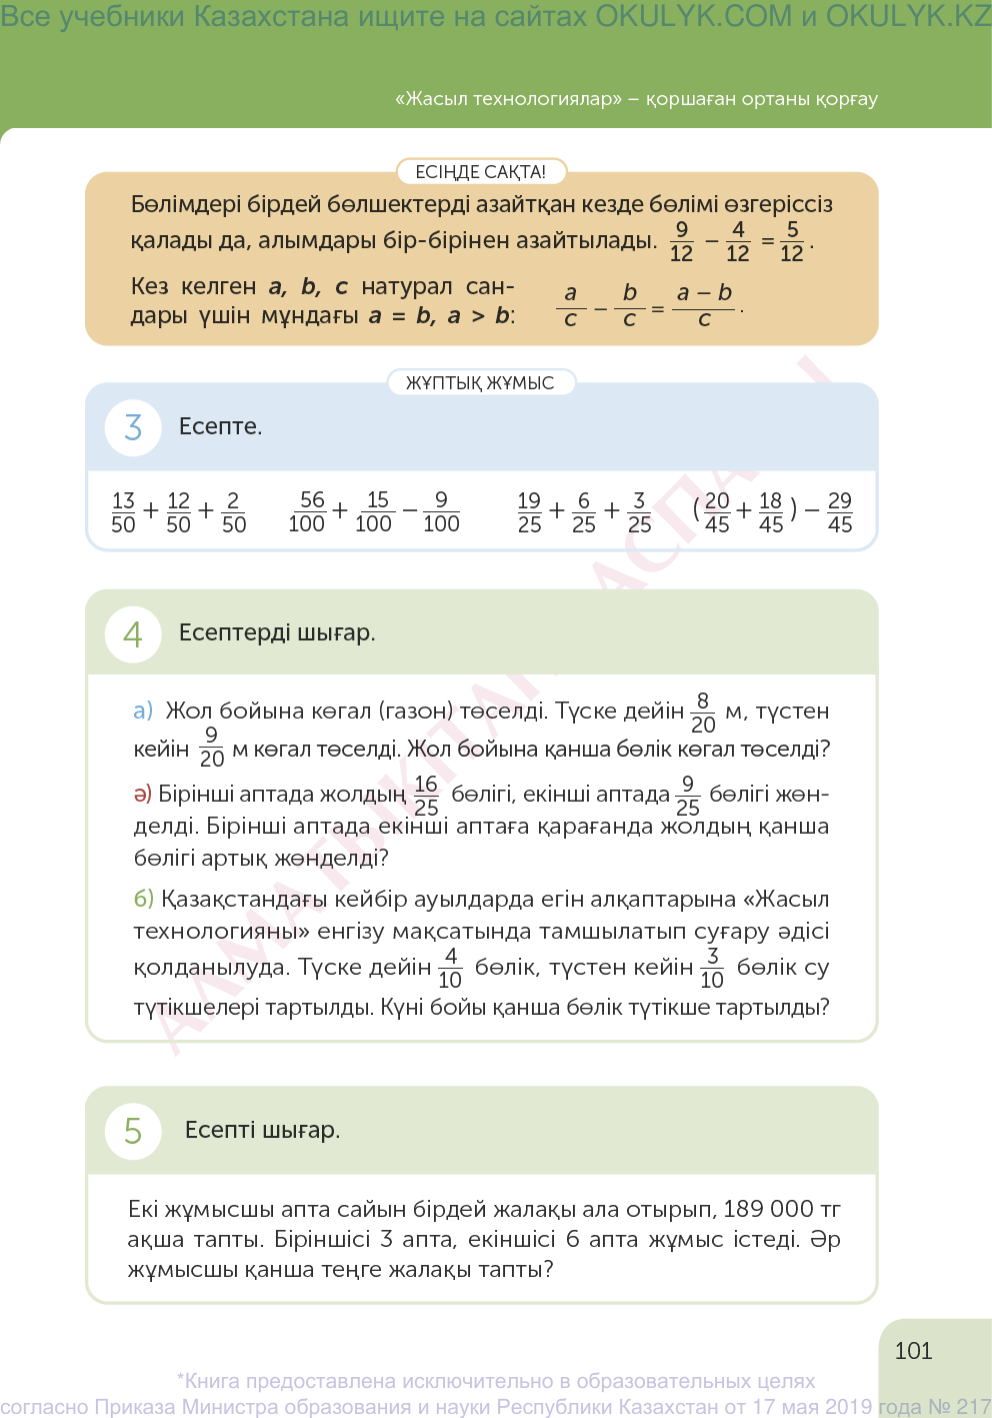 Все учебники Казахстана ищите на сайтах OKULYK.COM и OKULYK.KZ
«Жасыл технологиялар» – қоршаған ортаны қорғау
ЕСІҢДЕ САҚТА!
Бөлімдері бірдей бөлшектерді азайтқан кезде бөлімі өзгеріссіз
қалады да, алымдары бір-бірінен азайтылады. 9/12 – 4/12 = 5/12.
Кез келген a, b, c натурал сан-
дары үшін мұндағы a = b, a > b: a/c – b/c = (a – b)/c.
ЖҰПТЫҚ ЖҰМЫС
3 Есепте.
13/50 + 12/50 + 2/50 56/100 + 15/100 – 9/100 19/25 + 6/25 + 3/25 (20/45 + 18/45) – 29/45
4 Есептерді шығар.
а) Жол бойына көгал (газон) төселді. Түске дейін 8/20 м, түстен
кейін 9/20 м көгал төселді. Жол бойына қанша бөлік көгал төселді?
ә) Бірінші аптада жолдың 16/25 бөлігі, екінші аптада 9/25 бөлігі жөн-
делді. Бірінші аптада екінші аптаға қарағанда жолдың қанша
бөлігі артық жөнделді?
б) Қазақстандағы кейбір ауылдарда егін алқаптарына «Жасыл
технологияны» енгізу мақсатында тамшылатып суғару әдісі
қолданылуда. Түске дейін 4/10 бөлік, түстен кейін 3/10 бөлік су
түтікшелері тартылды. Күні бойы қанша бөлік түтікше тартылды?
5 Есепті шығар.
Екі жұмысшы апта сайын бірдей жалақы ала отырып, 189 000 тг
ақша тапты. Біріншісі 3 апта, екіншісі 6 апта жұмыс істеді. Әр
жұмысшы қанша теңге жалақы тапты?
101
*Книга предоставлена исключительно в образовательных целях
согласно Приказа Министра образования и науки Республики Казахстан от 17 мая 2019 года № 217